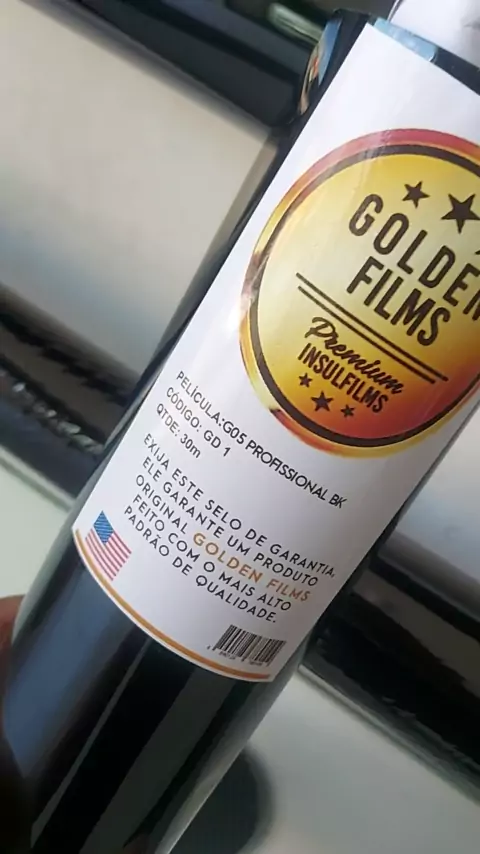 GOLDEN
FILMS
Premium
INSULFILMS
PELÍCULA:G05 PROFISSIONAL BK
CÓDIGO: GD 1
QTDE: 30m
EXIJA ESTE SELO DE GARANTIA,
ELE GARANTE UM PRODUTO
ORIGINAL GOLDEN FILMS
FEITO COM O MAIS ALTO
PADRÃO DE QUALIDADE.